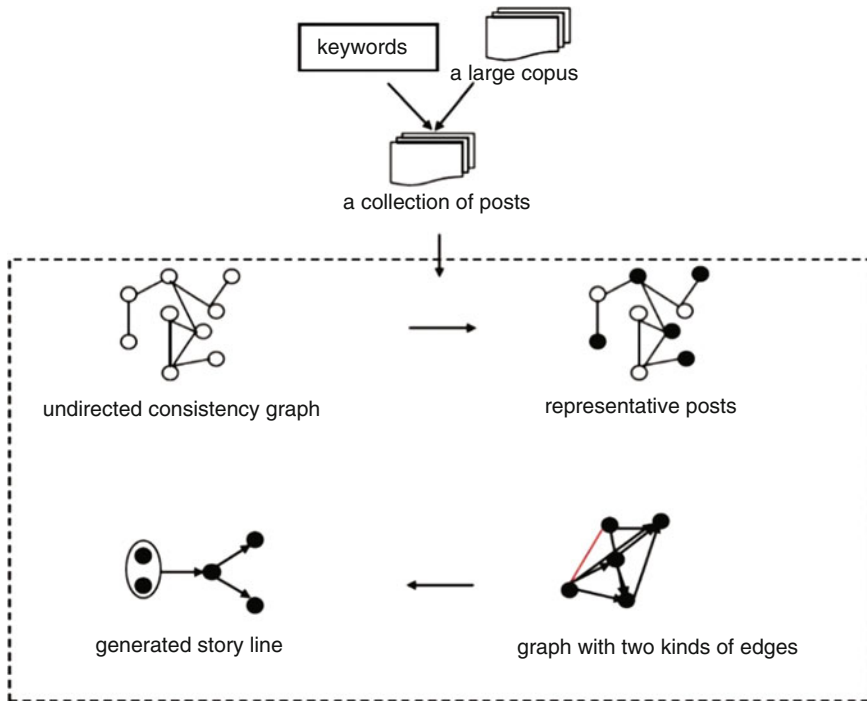 keywords
a large copus
a collection of posts
undirected consistency graph
representative posts
generated story line
graph with two kinds of edges